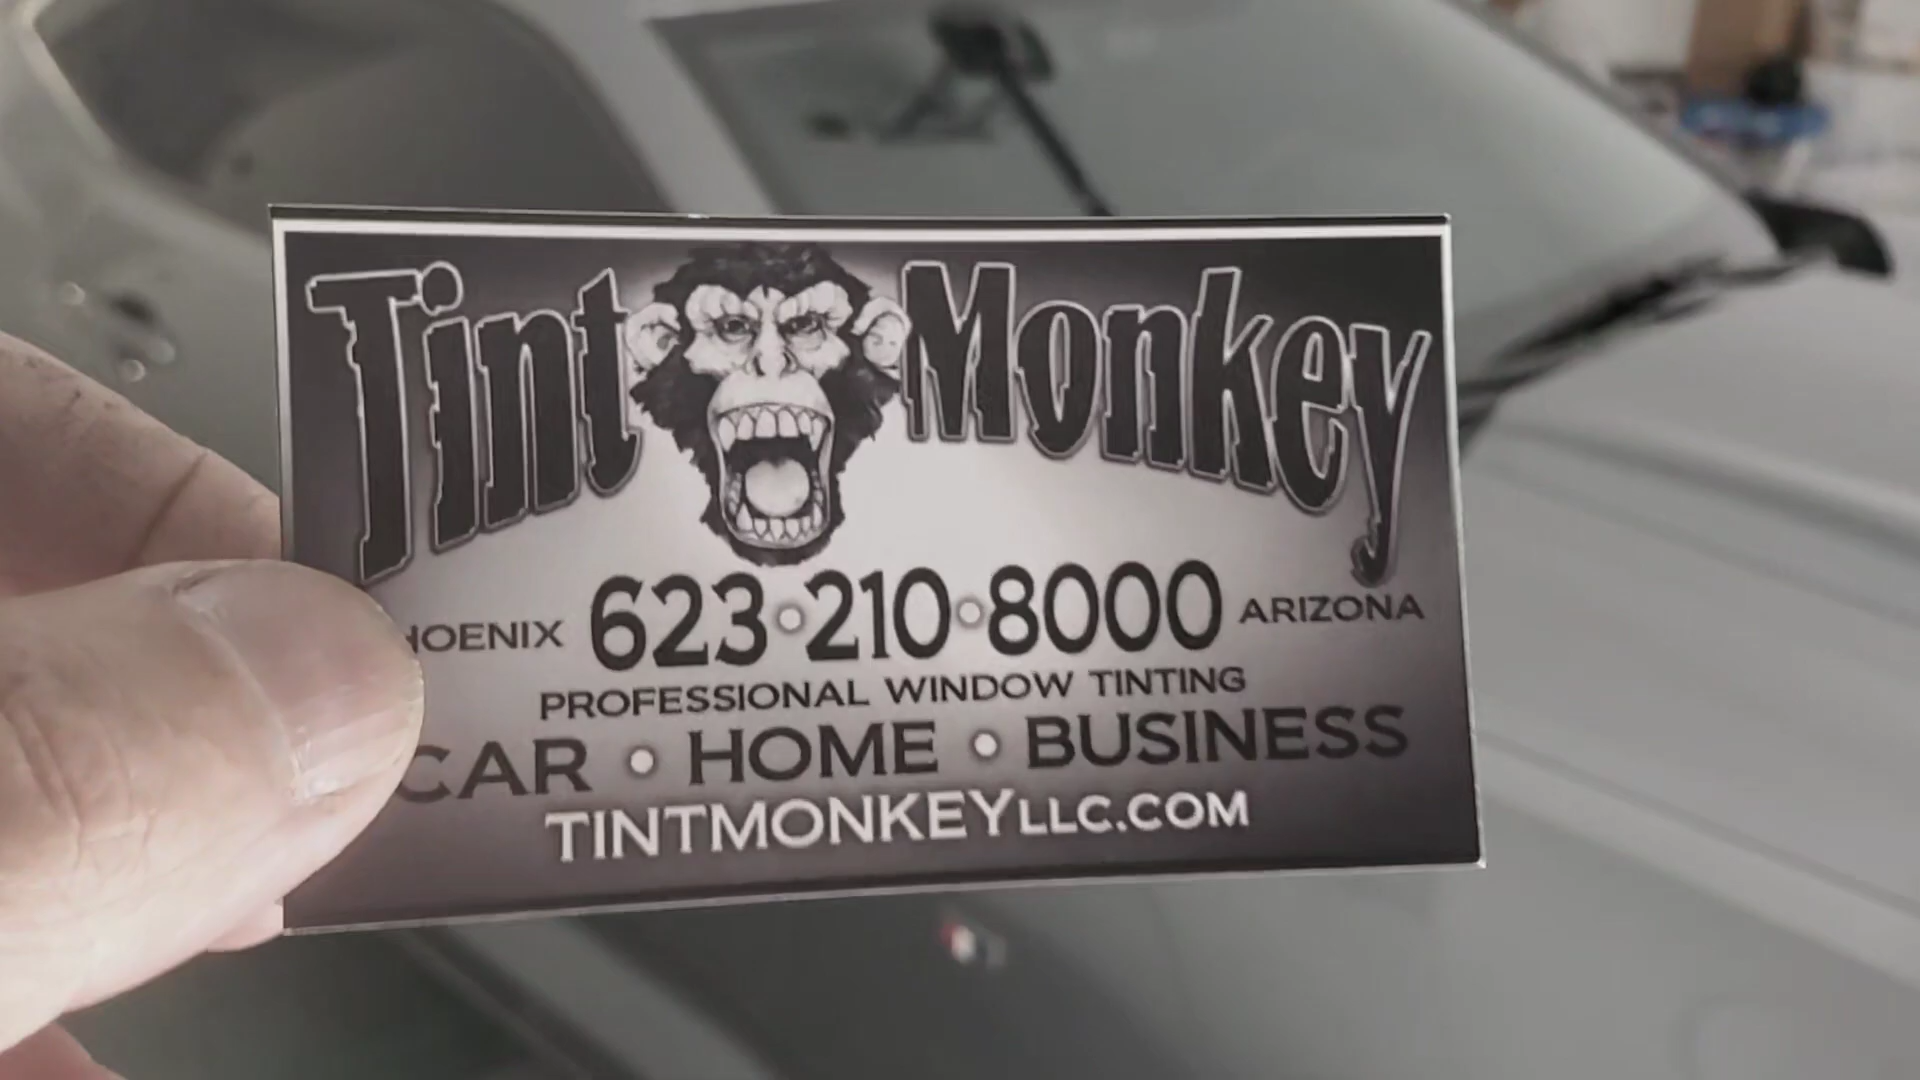 Tint Monkey
HOENIX 623•210•8000 ARIZONA
PROFESSIONAL WINDOW TINTING
CAR • HOME • BUSINESS
TINTMONKEYLLC.COM